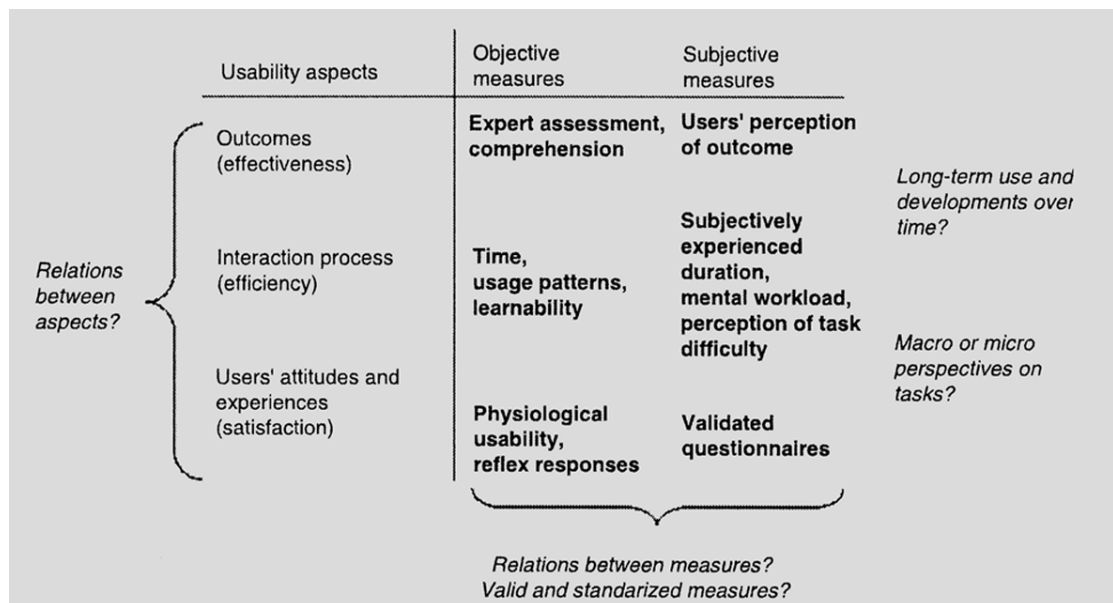 Usability aspects
Objective
measures
Subjective
measures
Outcomes
(effectiveness)
Expert assessment,
comprehension
Users' perception
of outcome
Interaction process
(efficiency)
Time,
usage patterns,
learnability
Subjectively
experienced
duration,
mental workload,
perception of task
difficulty
Users' attitudes and
experiences
(satisfaction)
Physiological
usability,
reflex responses
Validated
questionnaires
Relations
between
aspects?
Long-term use and
developments over
time?
Macro or micro
perspectives on
tasks?
Relations between measures?
Valid and standarized measures?